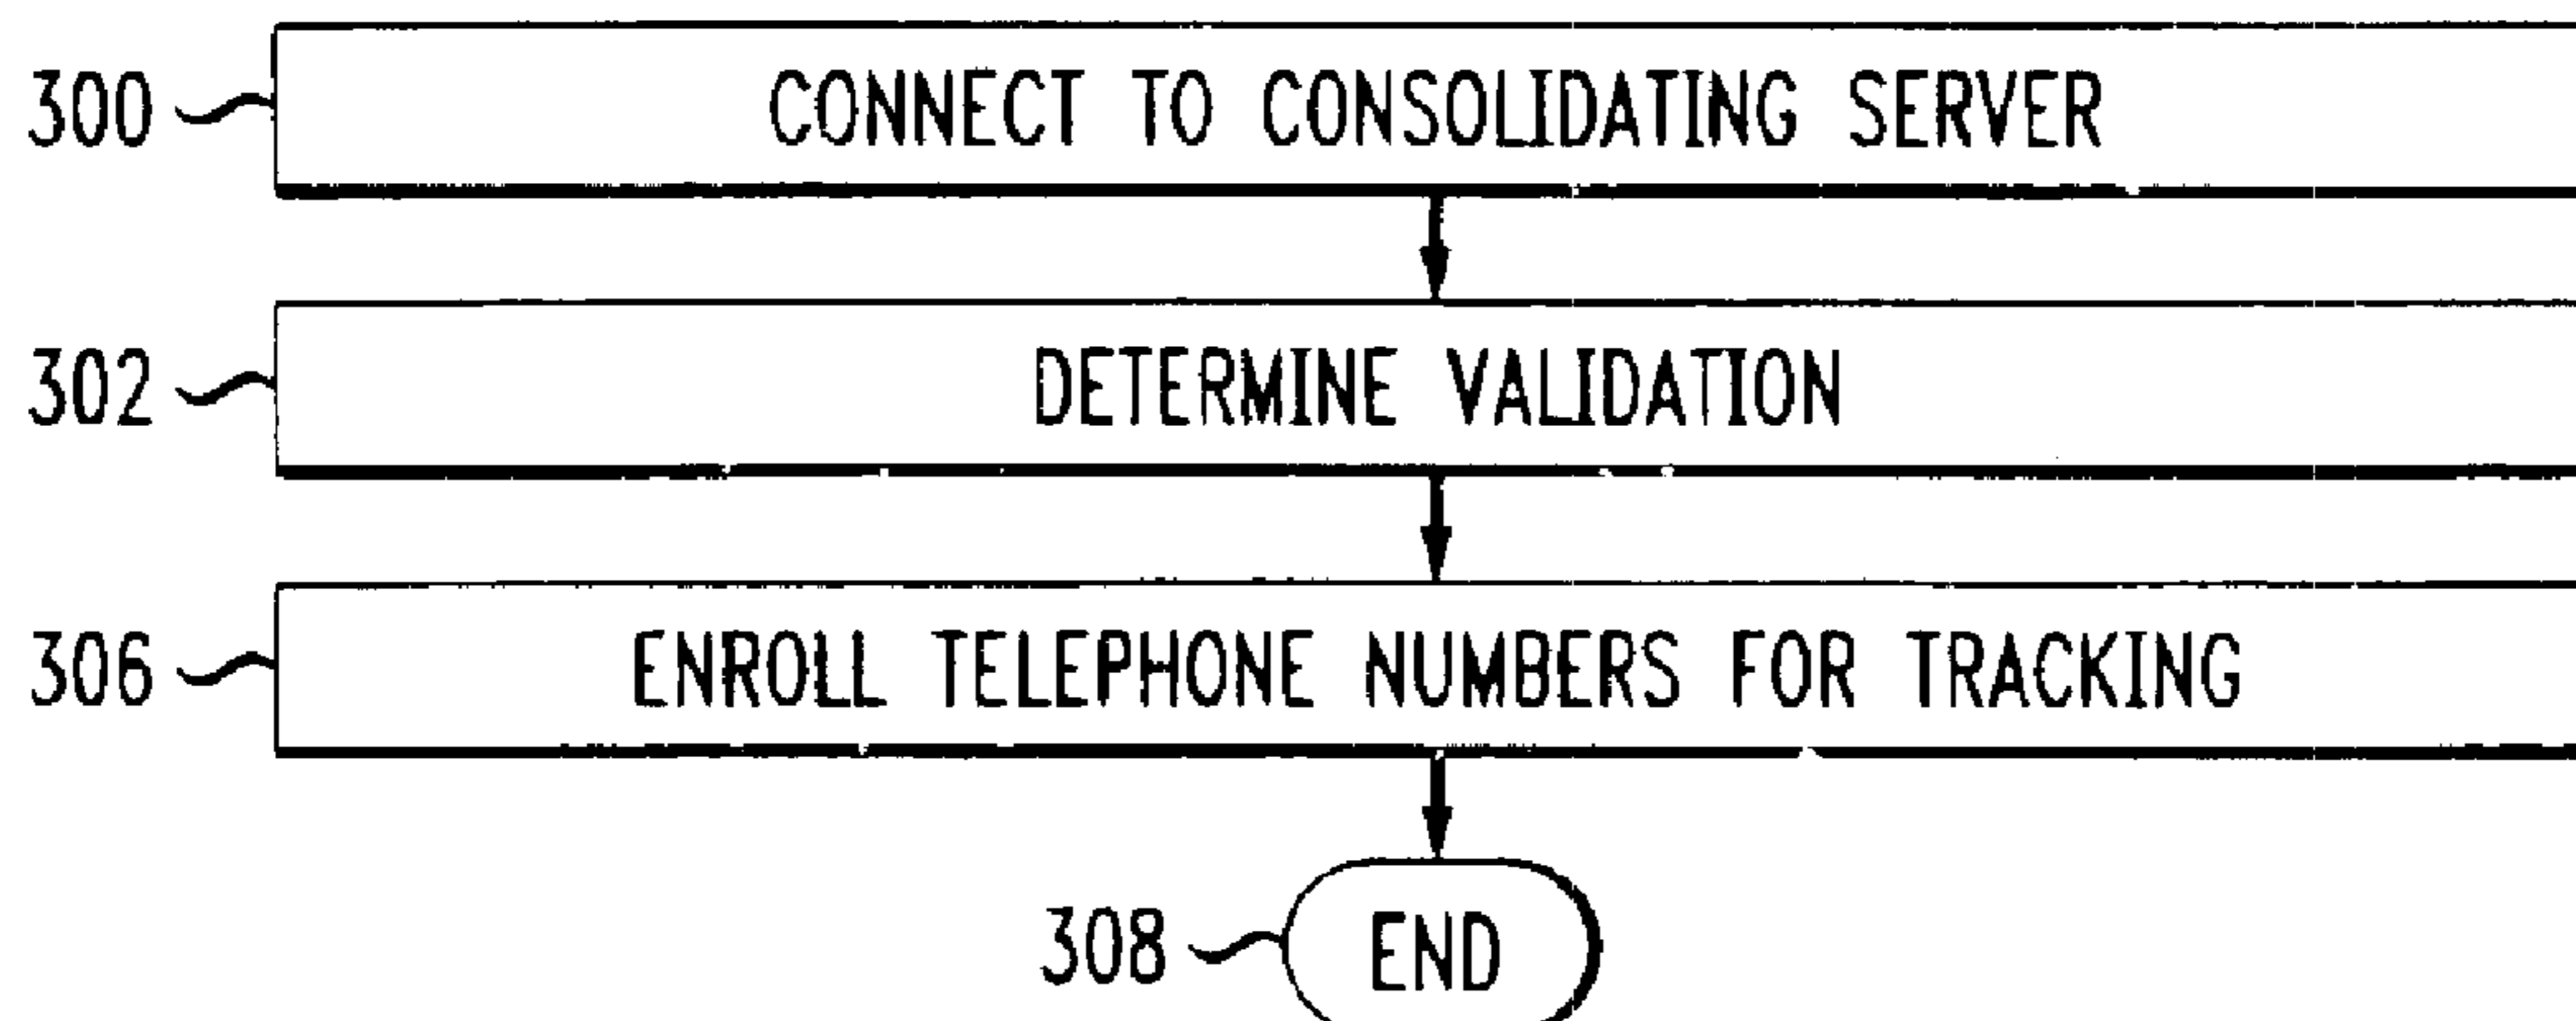 300 CONNECT TO CONSOLIDATING SERVER
302 DETERMINE VALIDATION
306 ENROLL TELEPHONE NUMBERS FOR TRACKING
308 END